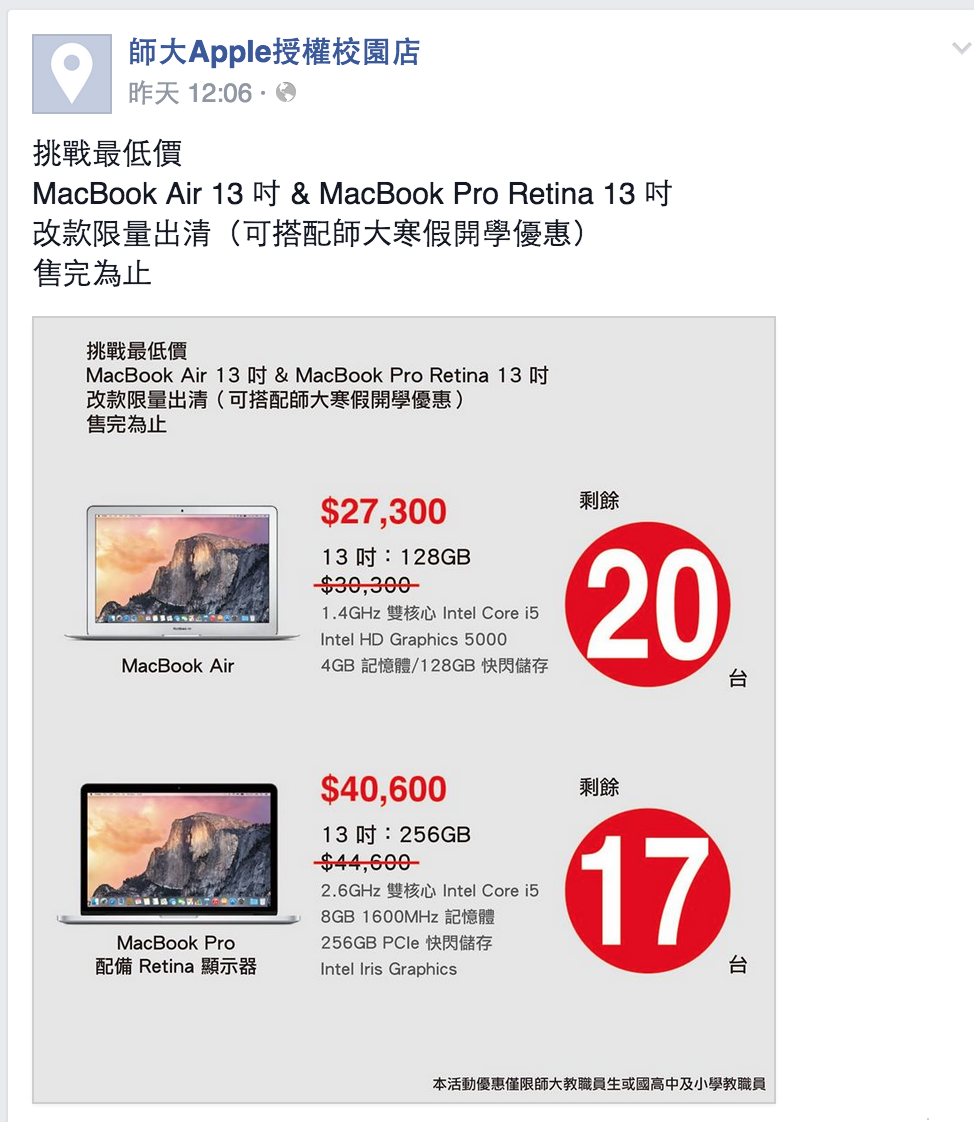 師大Apple授權校園店
昨天 12:06 ·
挑戰最低價
MacBook Air 13 吋 & MacBook Pro Retina 13 吋
改款限量出清（可搭配師大寒假開學優惠）
售完為止
挑戰最低價
MacBook Air 13 吋 & MacBook Pro Retina 13 吋
改款限量出清（可搭配師大寒假開學優惠）
售完為止
$27,300
13 吋：128GB
$30,300
1.4GHz 雙核心 Intel Core i5
Intel HD Graphics 5000
4GB 記憶體/128GB 快閃儲存
MacBook Air
剩餘
20
台
$40,600
13 吋：256GB
$44,600
2.6GHz 雙核心 Intel Core i5
8GB 1600MHz 記憶體
256GB PCIe 快閃儲存
Intel Iris Graphics
MacBook Pro
配備 Retina 顯示器
剩餘
17
台
本活動優惠僅限師大教職員生或國高中及小學教職員